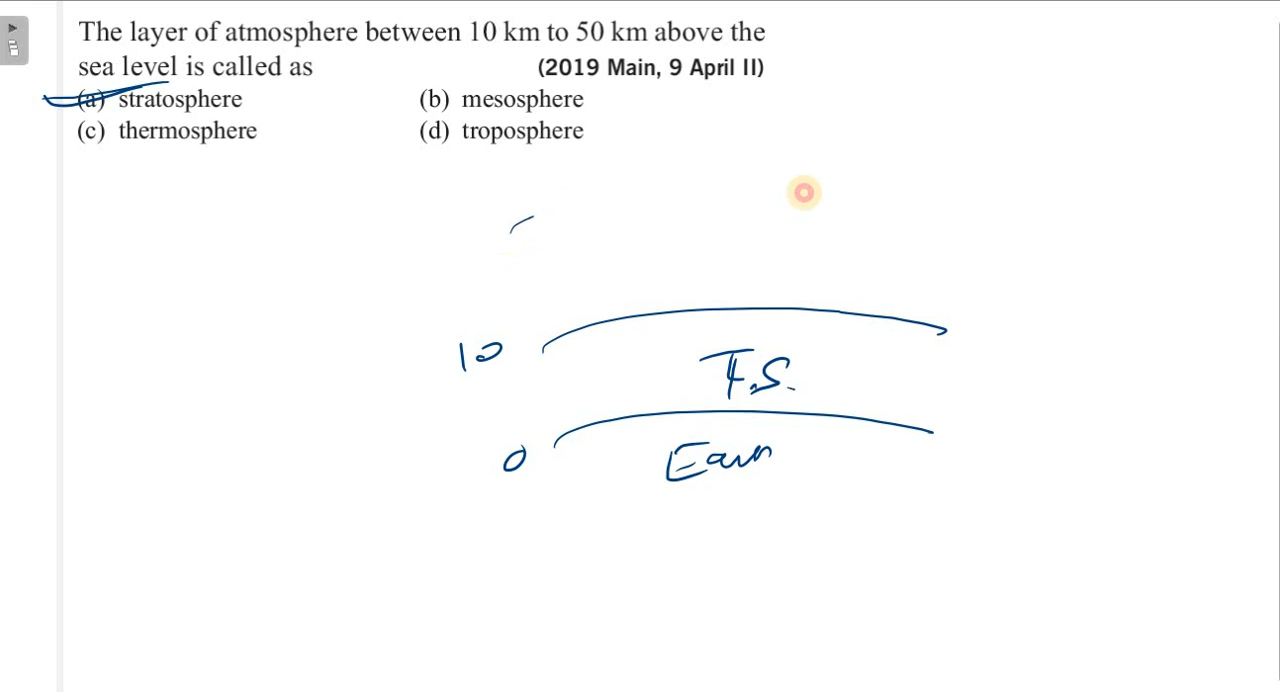 The layer of atmosphere between 10 km to 50 km above the
sea level is called as (2019 Main, 9 April II)
(a) stratosphere (b) mesosphere
(c) thermosphere (d) troposphere
10
T.S.
0